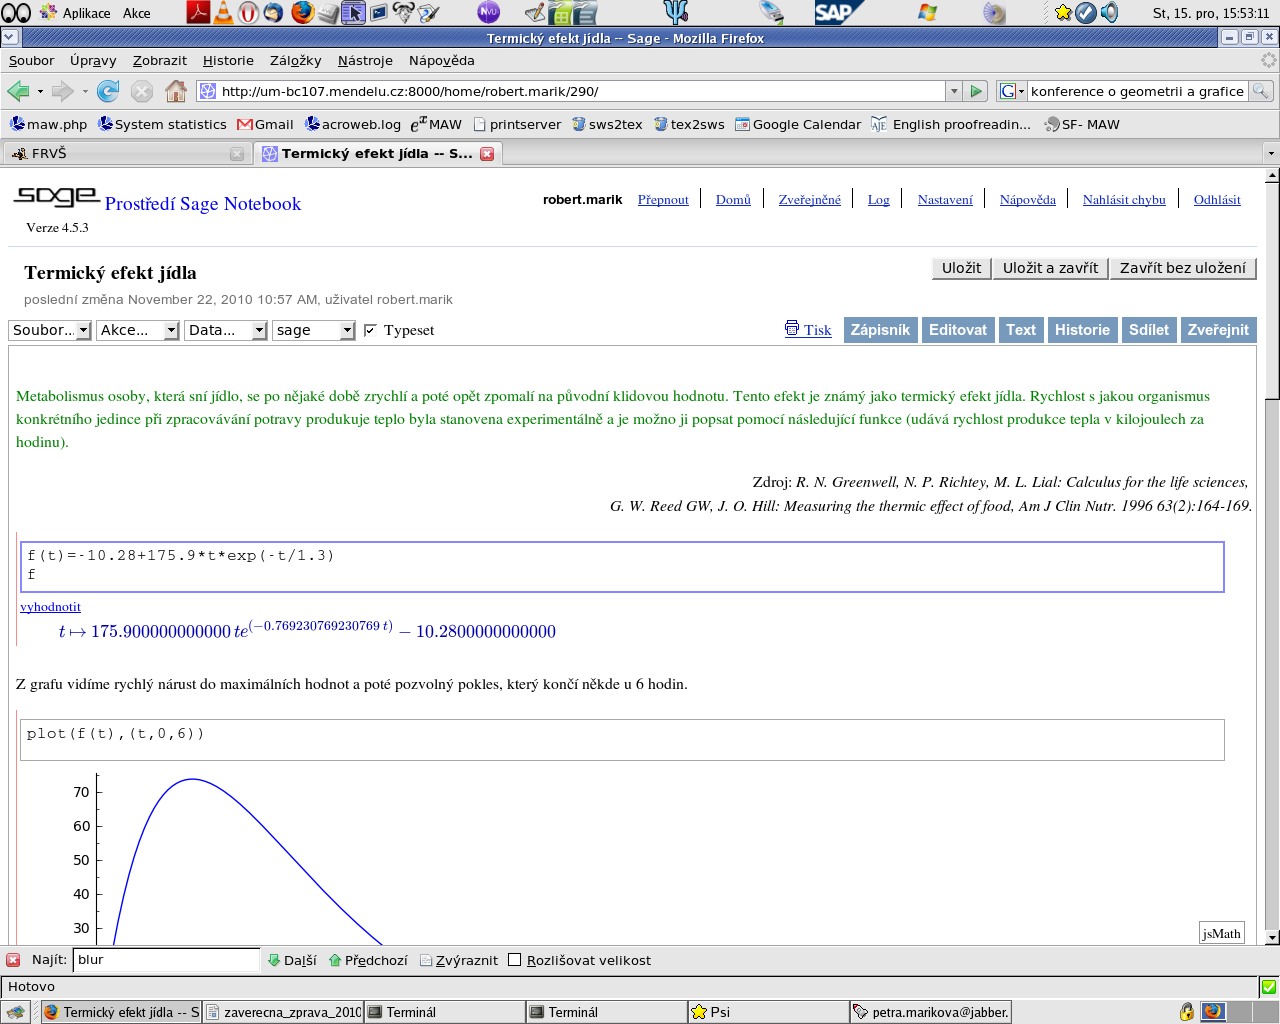 Aplikace Akce
SAP
St, 15. pro, 15:53:11
Termický efekt jídla -- Sage - Mozilla Firefox
Soubor Úpravy Zobrazit Historie Záložky Nástroje Nápověda
http://um-bc107.mendelu.cz:8000/home/robert.marik/290/
konference o geometrii a grafice
maw.php System statistics Gmail acroweb.log MAW printserver sws2tex tex2sws Google Calendar English proofreadin... SF- MAW
FRVŠ
Termický efekt jídla -- S...
sage Prostředí Sage Notebook
robert.marik Přepnout Domů Zveřejněné Log Nastavení Nápověda Nahlásit chybu Odhlásit
Verze 4.5.3
Termický efekt jídla
Uložit Uložit a zavřít Zavřít bez uložení
poslední změna November 22, 2010 10:57 AM, uživatel robert.marik
Soubor... Akce... Data... sage Typeset
Tisk Zápisník Editovat Text Historie Sdílet Zveřejnit
Metabolismus osoby, která sní jídlo, se po nějaké době zrychlí a poté opět zpomalí na původní klidovou hodnotu. Tento efekt je známý jako termický efekt jídla. Rychlost s jakou organismus
konkrétního jedince při zpracovávání potravy produkuje teplo byla stanovena experimentálně a je možno ji popsat pomocí následující funkce (udává rychlost produkce tepla v kilojoulech za
hodinu).
Zdroj: R. N. Greenwell, N. P. Richtey, M. L. Lial: Calculus for the life sciences,
G. W. Reed GW, J. O. Hill: Measuring the thermic effect of food, Am J Clin Nutr. 1996 63(2):164-169.
f(t)=-10.28+175.9*t*exp(-t/1.3)
f
vyhodnotit
t ↦ 175.900000000000 te^(−0.769230769230769 t) − 10.2800000000000
Z grafu vidíme rychlý nárust do maximálních hodnot a poté pozvolný pokles, který končí někde u 6 hodin.
plot(f(t),(t,0,6))
70
60
50
40
30
jsMath
Najít: blur Další Předchozí Zvýraznit Rozlišovat velikost
Hotovo
Termický efekt jídla -- S zaverecna_zprava_2010 Terminál Terminál Psi petra.marikova@jabber.